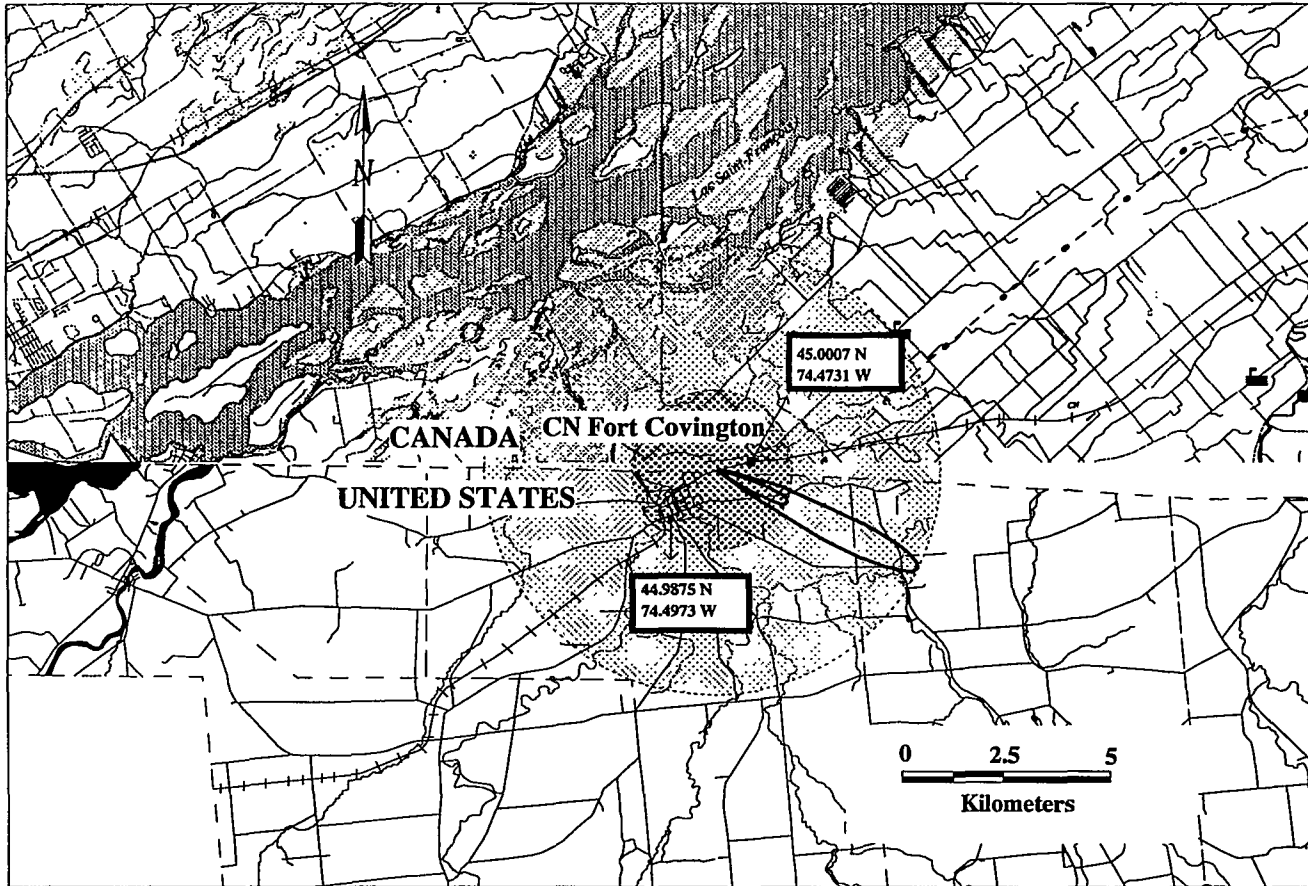 N
Lac Saint François
45.0007 N
74.4731 W
CANADA
CN Fort Covington
UNITED STATES
44.9875 N
74.4973 W
0 2.5 5
Kilometers